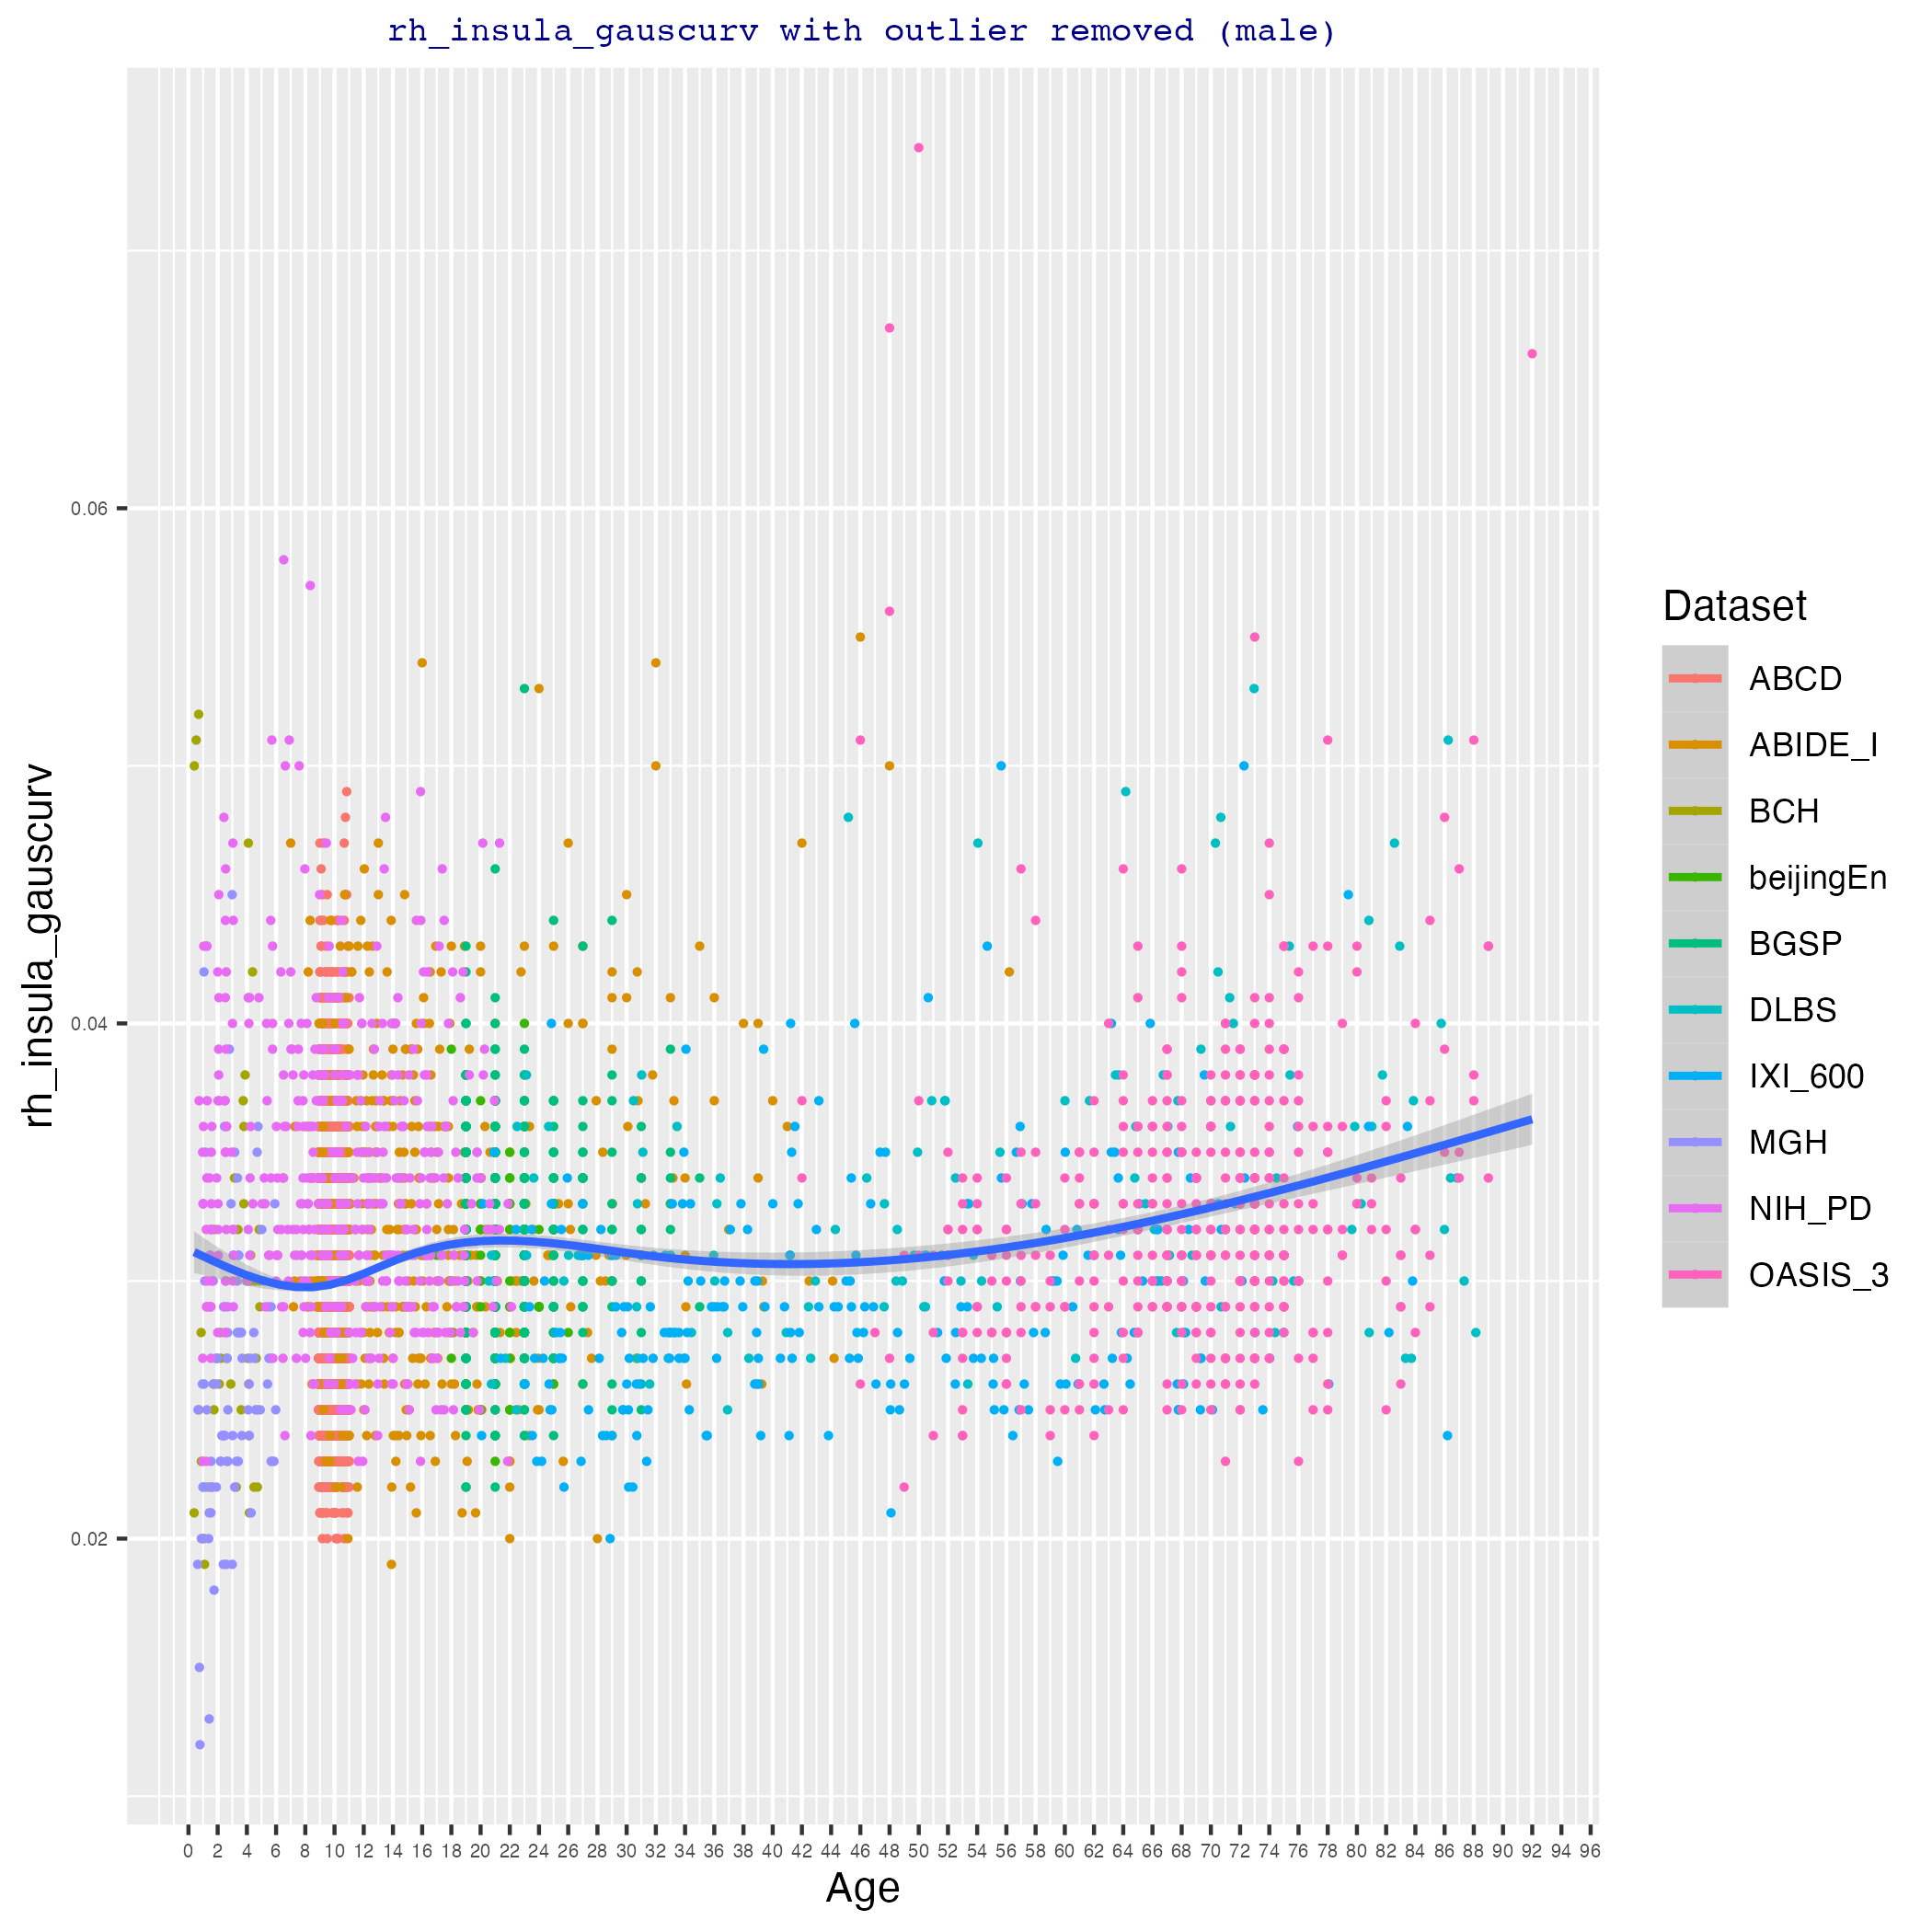 rh_insula_gauscurv with outlier removed (male)
rh_insula_gauscurv
0.06
0.04
0.02
0 2 4 6 8 10 12 14 16 18 20 22 24 26 28 30 32 34 36 38 40 42 44 46 48 50 52 54 56 58 60 62 64 66 68 70 72 74 76 78 80 82 84 86 88 90 92 94 96
Age
Dataset
ABCD
ABIDE_I
BCH
beijingEn
BGSP
DLBS
IXI_600
MGH
NIH_PD
OASIS_3